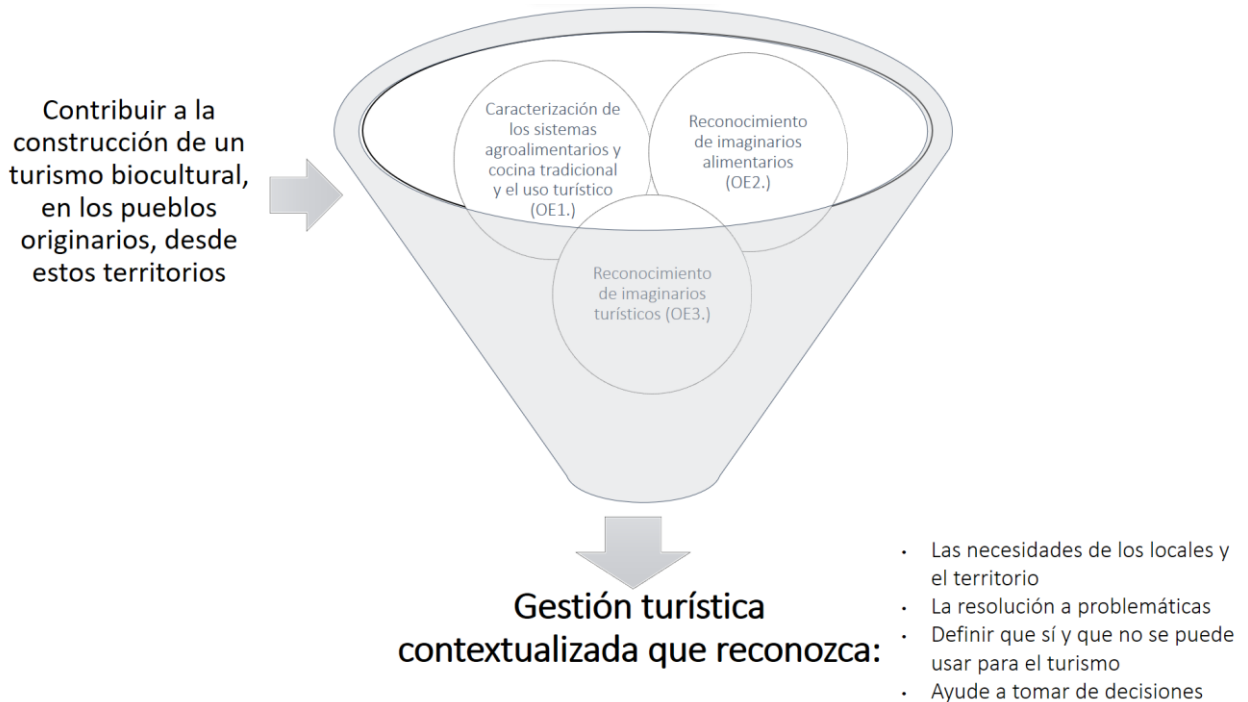 Contribuir a la
construcción de un
turismo biocultural,
en los pueblos
originarios, desde
estos territorios
Caracterización de
los sistemas
agroalimentarios y
cocina tradicional
y el uso turístico
(OE1.)
Reconocimiento
de imaginarios
alimentarios
(OE2.)
Reconocimiento
de imaginarios
turísticos (OE3.)
Gestión turística
contextualizada que reconozca:
• Las necesidades de los locales y
el territorio
• La resolución a problemáticas
• Definir que sí y que no se puede
usar para el turismo
• Ayude a tomar de decisiones